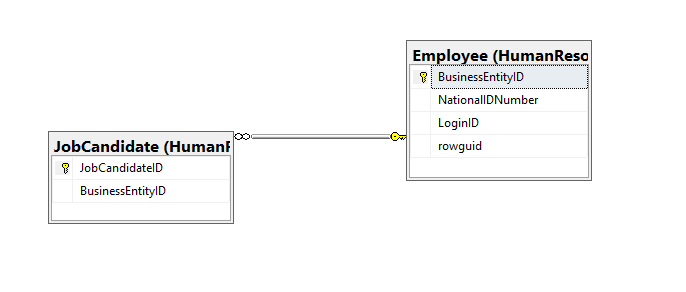 Employee (HumanReso
BusinessEntityID
NationalIDNumber
LoginID
rowguid
JobCandidate (Human
JobCandidateID
BusinessEntityID